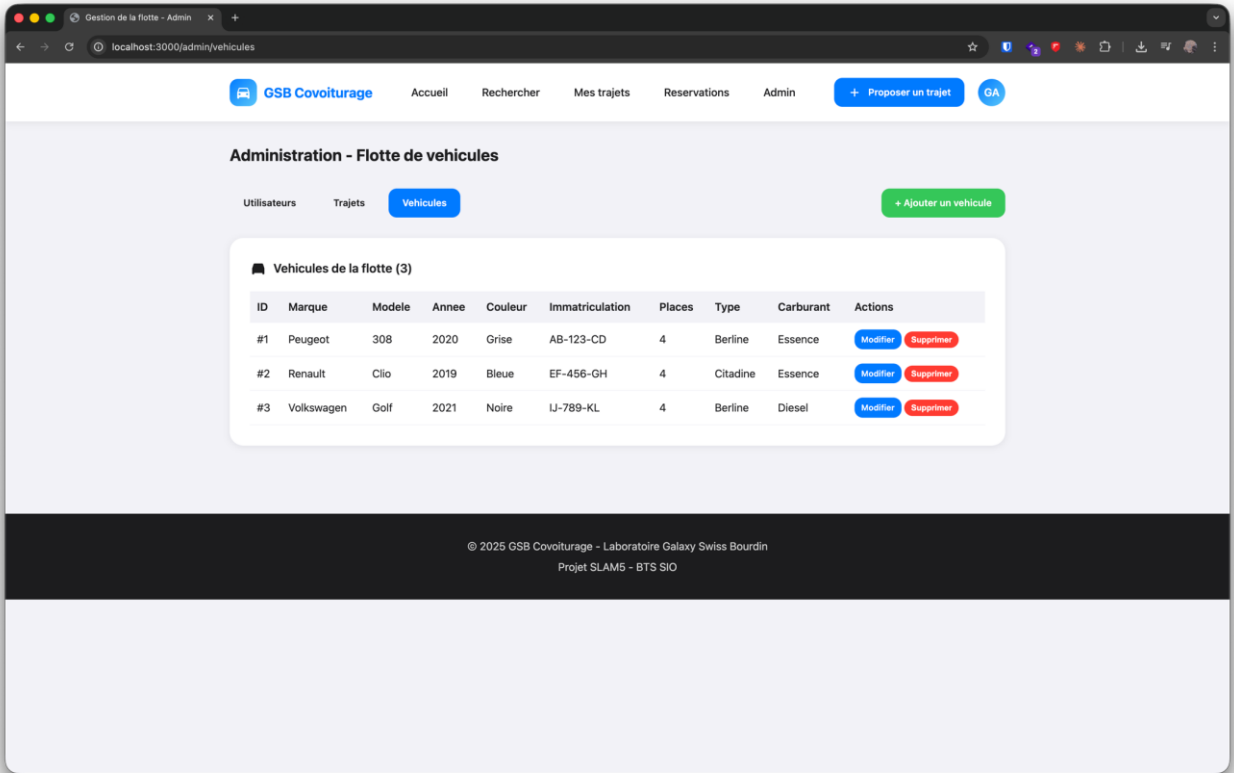 Gestion de la flotte - Admin
localhost:3000/admin/vehicules
2
GSB Covoiturage Accueil Rechercher Mes trajets Reservations Admin + Proposer un trajet GA
Administration - Flotte de vehicules
Utilisateurs Trajets Vehicules + Ajouter un vehicule
Vehicules de la flotte (3)
ID Marque Modele Annee Couleur Immatriculation Places Type Carburant Actions
#1 Peugeot 308 2020 Grise AB-123-CD 4 Berline Essence Modifier Supprimer
#2 Renault Clio 2019 Bleue EF-456-GH 4 Citadine Essence Modifier Supprimer
#3 Volkswagen Golf 2021 Noire IJ-789-KL 4 Berline Diesel Modifier Supprimer
© 2025 GSB Covoiturage - Laboratoire Galaxy Swiss Bourdin
Projet SLAM5 - BTS SIO